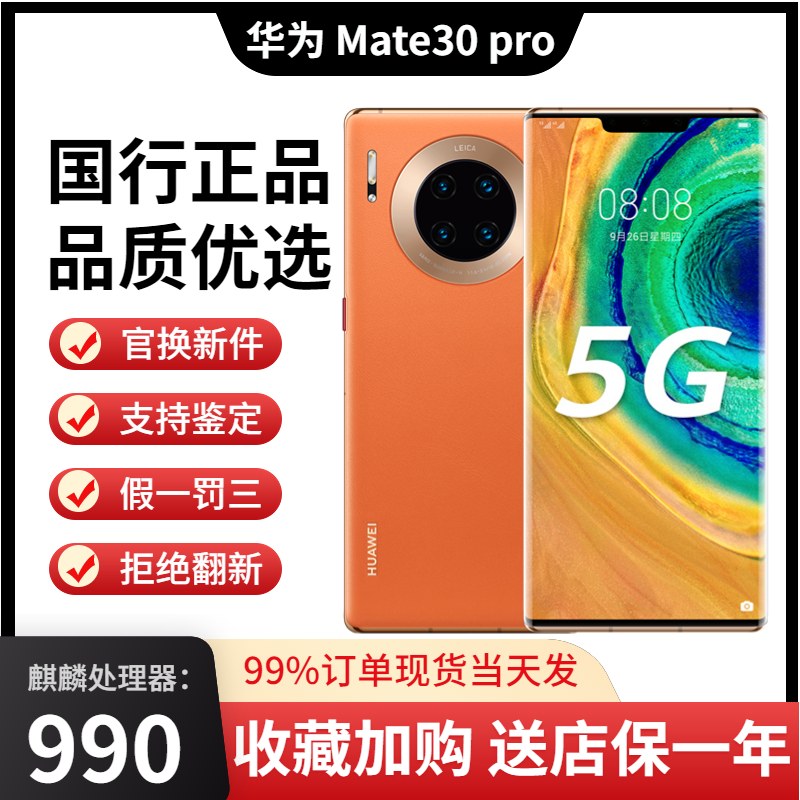 华为 Mate30 pro
国行正品
品质优选
官换新件
支持鉴定
假一罚三
拒绝翻新
LEICA
HUAWEI
08:08
9月26日星期四
5G
99%订单现货当天发
麒麟处理器：
990
收藏加购 送店保一年